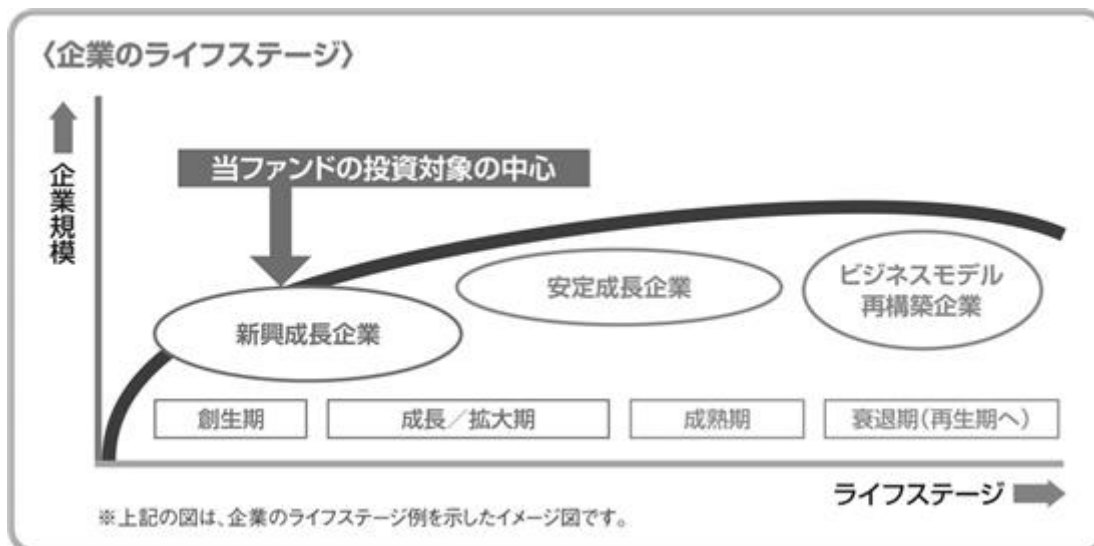 〈企業のライフステージ〉
企業規模
当ファンドの投資対象の中心
新興成長企業
安定成長企業
ビジネスモデル
再構築企業
創生期
成長／拡大期
成熟期
衰退期(再生期へ)
ライフステージ
※上記の図は、企業のライフステージ例を示したイメージ図です。